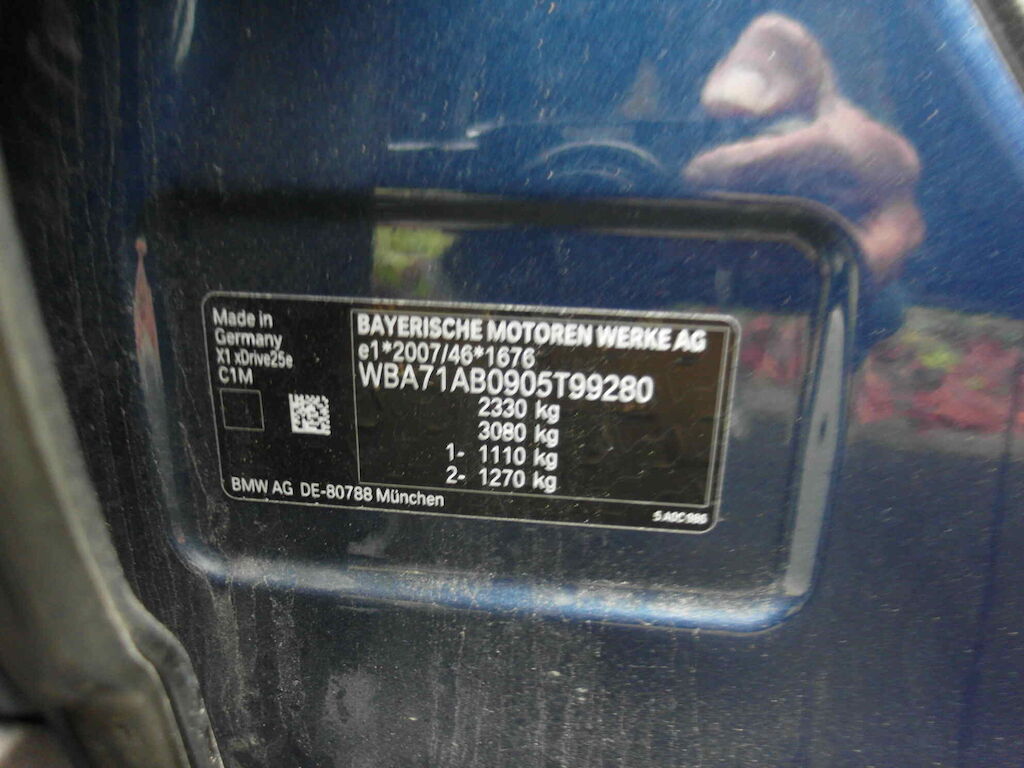 Made in
Germany
X1 xDrive25e
C1M
BAYERISCHE MOTOREN WERKE AG
e1*2007/46*1676
WBA71AB0905T99280
2330 kg
3080 kg
1- 1110 kg
2- 1270 kg
BMW AG DE-80788 München